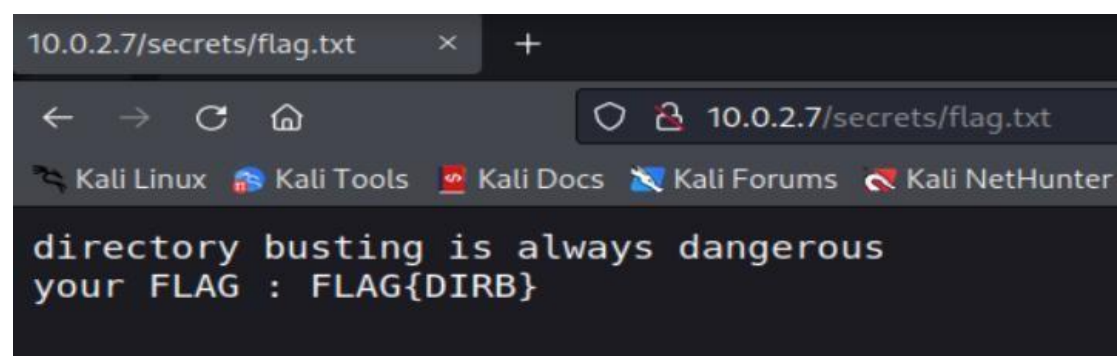 10.0.2.7/secrets/flag.txt
10.0.2.7/secrets/flag.txt
Kali Linux Kali Tools Kali Docs Kali Forums Kali NetHunter
directory busting is always dangerous
your FLAG : FLAG{DIRB}